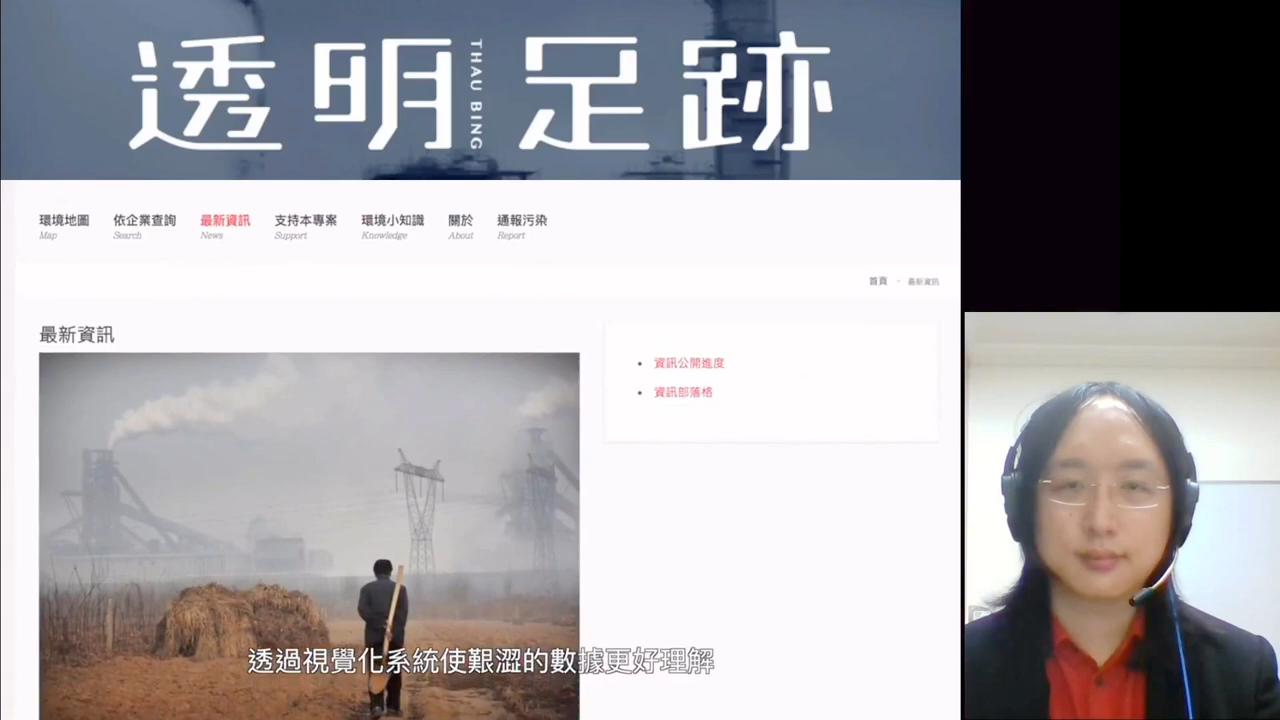 透明足跡
THAU BING
環境地圖 依企業查詢 最新資訊 支持本專案 環境小知識 關於 通報污染
Map Search News Support Knowledge About Report
首頁 - 最新資訊
最新資訊
資訊公開進度
資訊部落格
透過視覺化系統使艱澀的數據更好理解